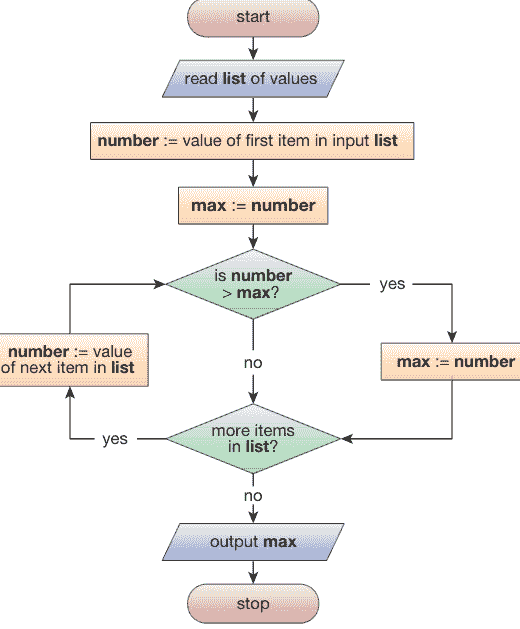 start
read list of values
number := value of first item in input list
max := number
is number
> max?
yes
number := value
of next item in list
max := number
no
more items
in list?
yes
no
output max
stop